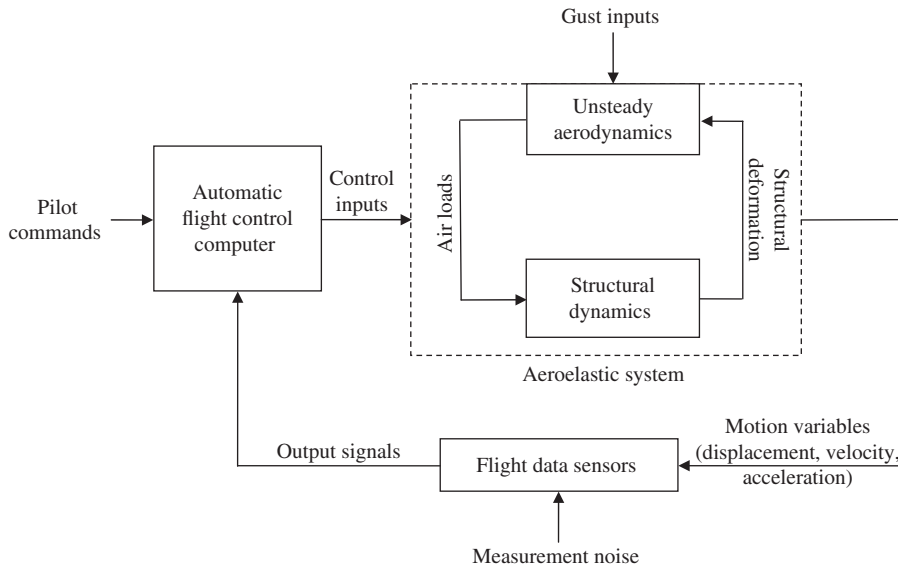 Gust inputs
Unsteady
aerodynamics
Automatic
flight control
computer
Control
inputs
Pilot
commands
Air loads
Structural
deformation
Structural
dynamics
Aeroelastic system
Motion variables
(displacement, velocity,
acceleration)
Output signals
Flight data sensors
Measurement noise